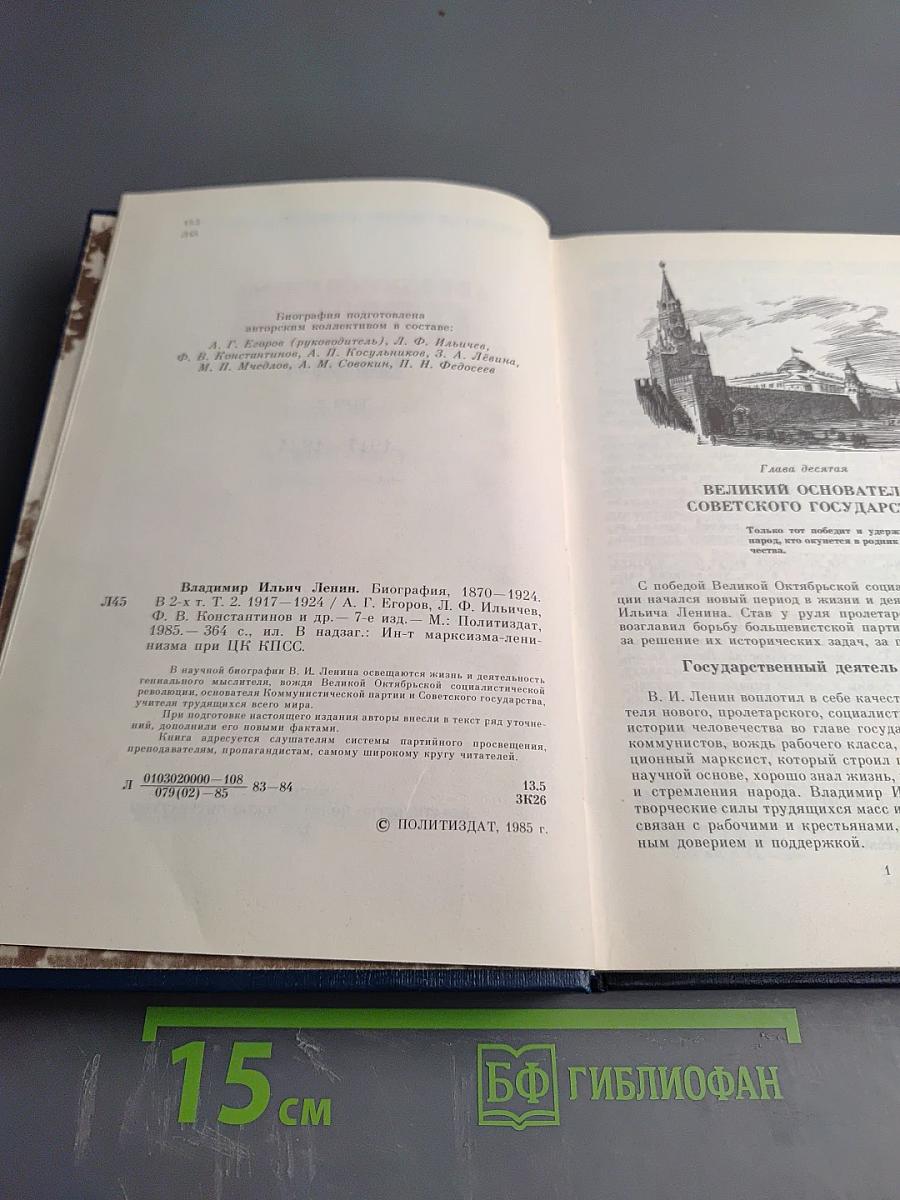 Биография подготовлена
авторским коллективом в составе:
А. Г. Егоров (руководитель), Л. Ф. Ильичев,
Ф. В. Константинов, А. П. Косульников, З. А. Лёвина,
М. П. Мчедлов, А. М. Совокин, П. Н. Федосеев
Владимир Ильич Ленин. Биография, 1870—1924.
Л45 В 2-х т. Т. 2. 1917—1924 / А. Г. Егоров, Л. Ф. Ильичев,
Ф. В. Константинов и др.— 7-е изд.— М.: Политиздат,
1985.— 364 с., ил. В надзаг.: Ин-т марксизма-лени-
низма при ЦК КПСС.
В научной биографии В. И. Ленина освещаются жизнь и деятельность
гениального мыслителя, вождя Великой Октябрьской социалистической
революции, основателя Коммунистической партии и Советского государства,
учителя трудящихся всего мира.
При подготовке настоящего издания авторы внесли в текст ряд уточне-
ний, дополнили его новыми фактами.
Книга адресуется слушателям системы партийного просвещения,
преподавателям, пропагандистам, самому широкому кругу читателей.
Л 0103020000—108 83—84 13.5
079(02)—85 3К26
© ПОЛИТИЗДАТ, 1985 г.
Глава десятая
ВЕЛИКИЙ ОСНОВАТЕЛ
СОВЕТСКОГО ГОСУДАРС
Только тот победит и удерж
народ, кто окунется в родник
чества.
С победой Великой Октябрьской социа
ции начался новый период в жизни и дея
Ильича Ленина. Став у руля пролетар
возглавил борьбу большевистской парти
за решение их исторических задач, за п
Государственный деятель
В. И. Ленин воплотил в себе качест
теля нового, пролетарского, социалист
истории человечества во главе госуда
коммунистов, вождь рабочего класса,
ционный марксист, который строил
научной основе, хорошо знал жизнь,
и стремления народа. Владимир И
творческие силы трудящихся масс и
связан с рабочими и крестьянами,
ным доверием и поддержкой.
1
15 см
БФ ГИБЛИОФАН